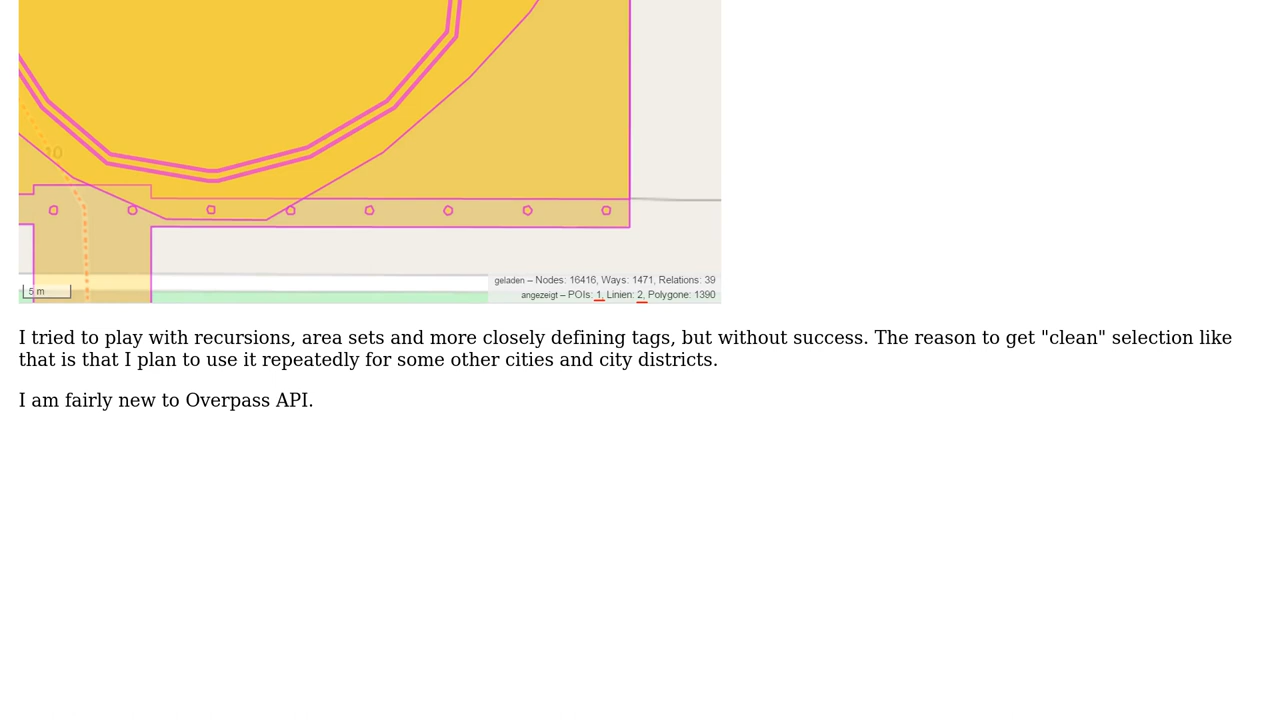 20
5 m
geladen – Nodes: 16416, Ways: 1471, Relations: 39
angezeigt – POIs: 1, Linien: 2, Polygone: 1390
I tried to play with recursions, area sets and more closely defining tags, but without success. The reason to get "clean" selection like
that is that I plan to use it repeatedly for some other cities and city districts.
I am fairly new to Overpass API.